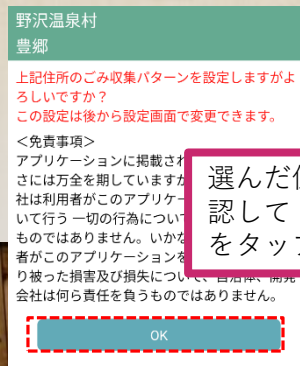 野沢温泉村
豊郷
上記住所のごみ収集パターンを設定しますがよ
ろしいですか？
この設定は後から設定画面で変更できます。
＜免責事項＞
アプリケーションに掲載され
さには万全を期していますが
社は利用者がこのアプリケー
いて行う一切の行為について
ものではありません。いかな
者がこのアプリケーションを
り被った損害及び損失について、自治体、開発
会社は何ら責任を負うものではありません。
選んだ
認して「
をタップ
OK